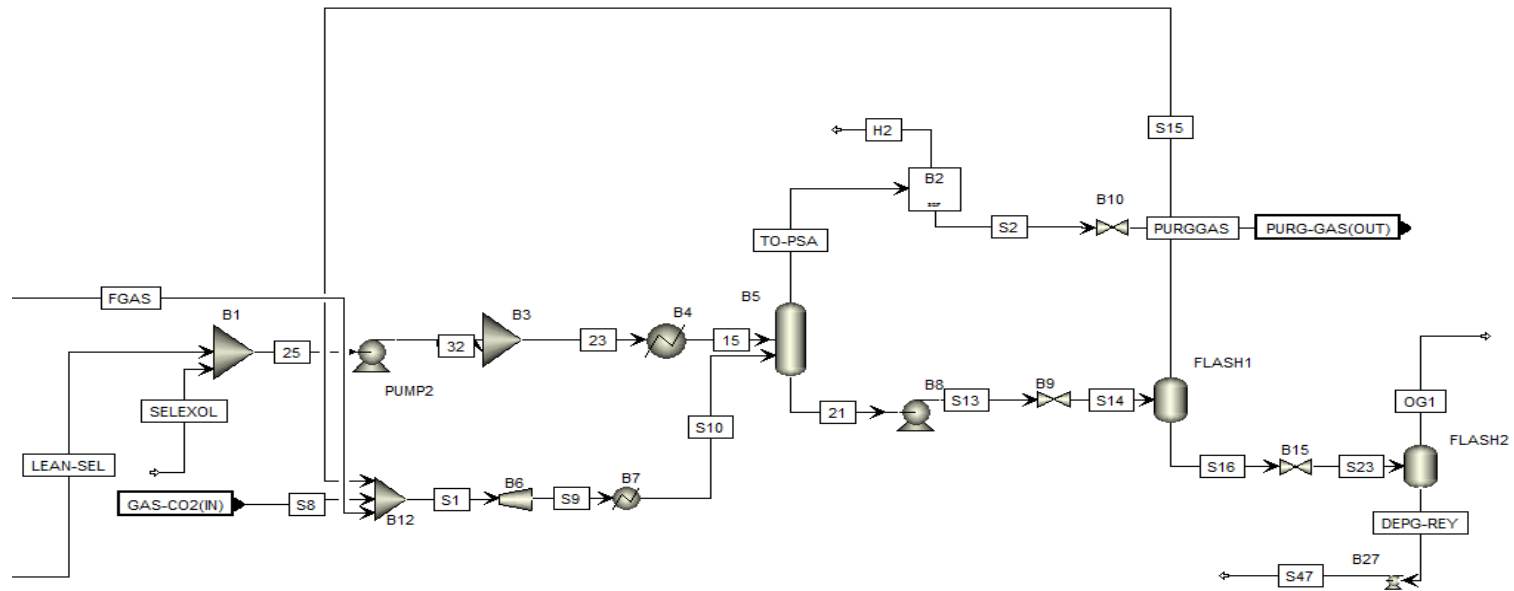 S15
H2
B2
B10
S2
PURGGAS
PURG-GAS(OUT)
TO-PSA
FGAS
B1
B5
B3
B4
25
32
23
15
PUMP2
FLASH1
SELEXOL
B8
S13
B9
S14
OG1
21
S10
FLASH2
LEAN-SEL
B15
S16
S23
B6
B7
GAS-CO2(IN)
S8
S1
S9
B12
DEPG-REY
B27
S47